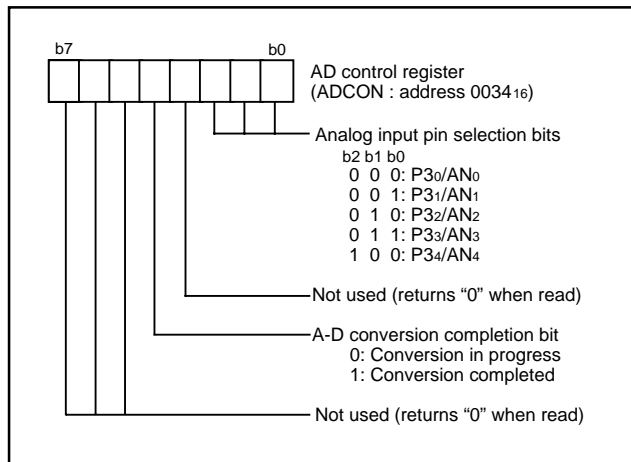 b7 b0
AD control register
(ADCON : address 003416)
Analog input pin selection bits
b2 b1 b0
0 0 0: P30/AN0
0 0 1: P31/AN1
0 1 0: P32/AN2
0 1 1: P33/AN3
1 0 0: P34/AN4
Not used (returns “0” when read)
A-D conversion completion bit
0: Conversion in progress
1: Conversion completed
Not used (returns “0” when read)